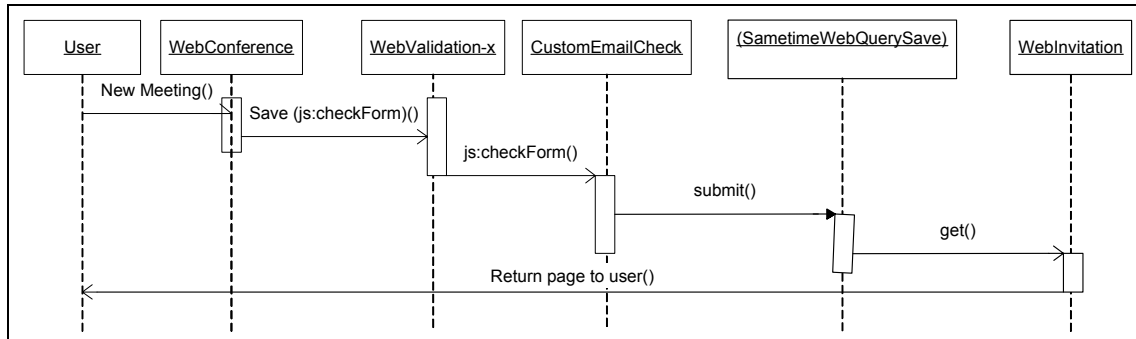 User
WebConference
WebValidation-x
CustomEmailCheck
(SametimeWebQuerySave)
WebInvitation
New Meeting()
Save (js:checkForm)()
js:checkForm()
submit()
get()
Return page to user()